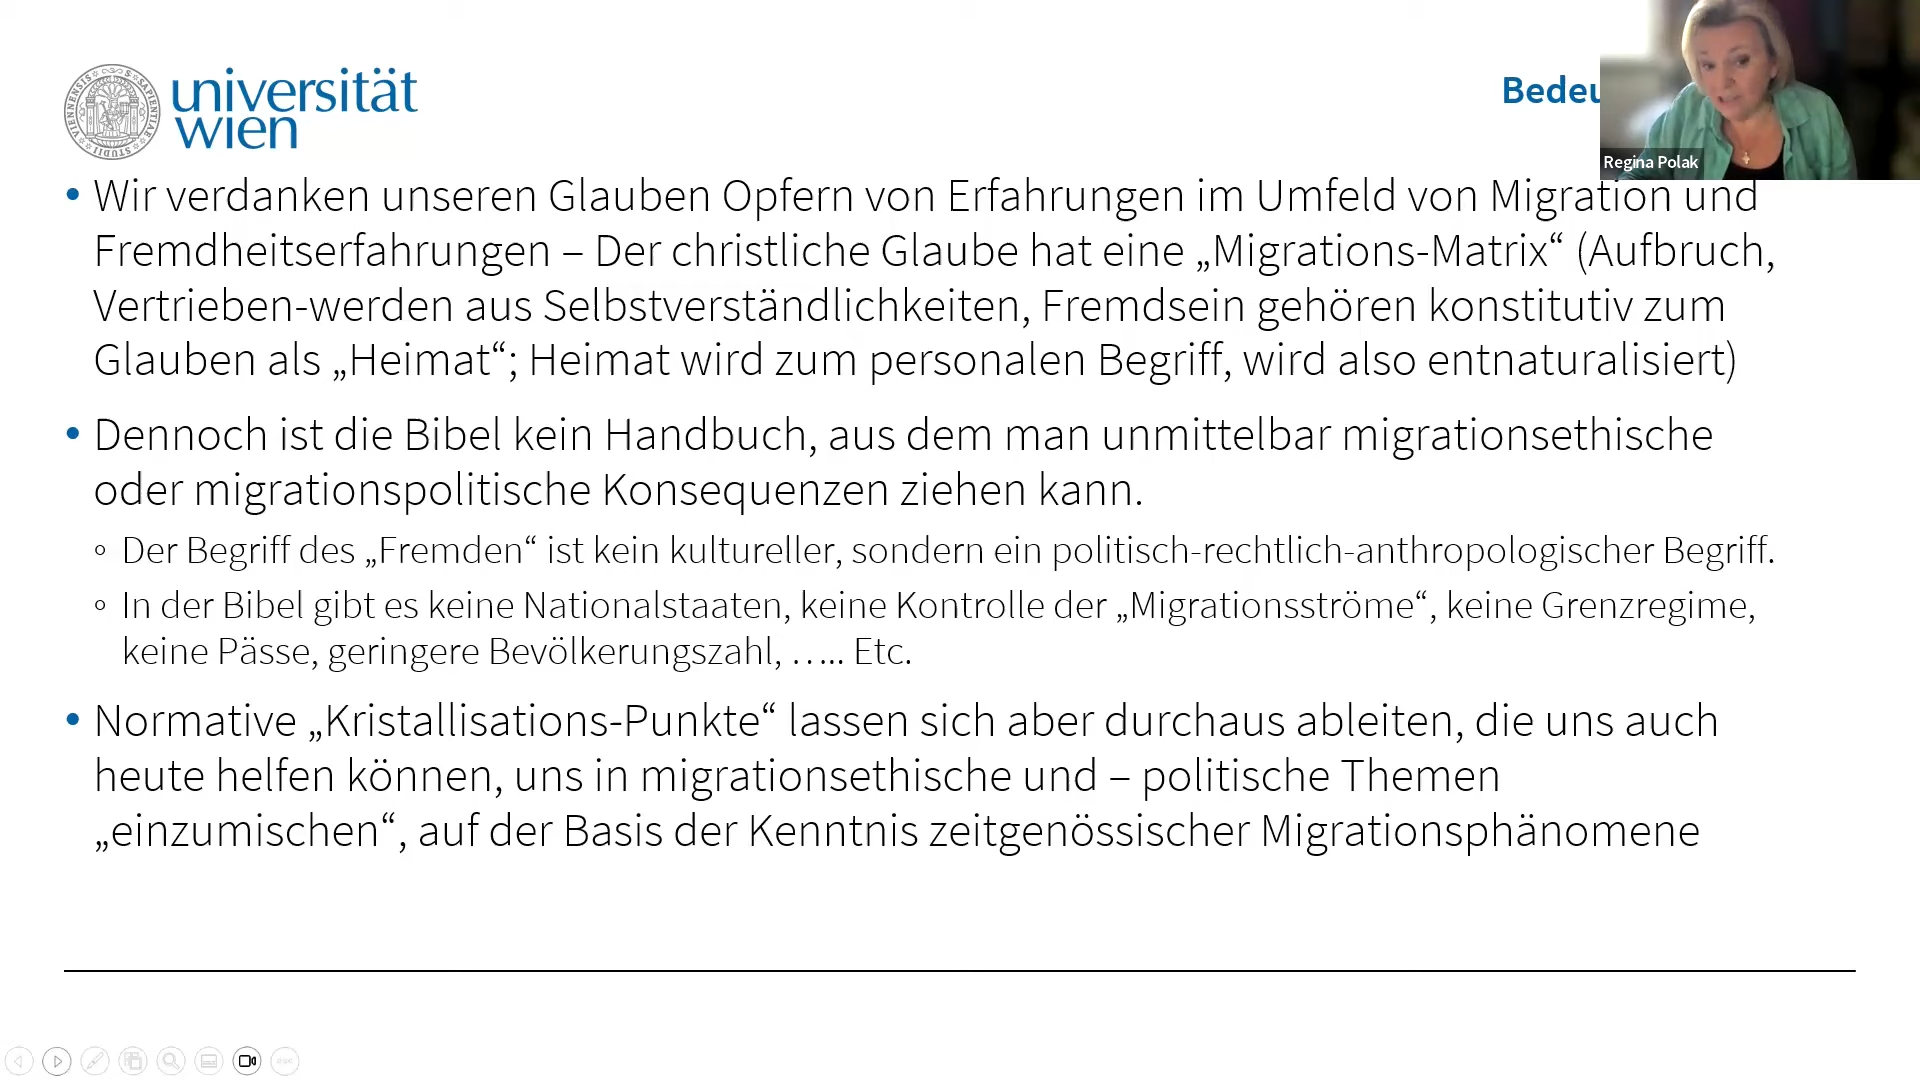 universität
wien
Regina Polak
• Wir verdanken unseren Glauben Opfern von Erfahrungen im Umfeld von Migration und
Fremdheitserfahrungen – Der christliche Glaube hat eine „Migrations-Matrix“ (Aufbruch,
Vertrieben-werden aus Selbstverständlichkeiten, Fremdsein gehören konstitutiv zum
Glauben als „Heimat“; Heimat wird zum personalen Begriff, wird also entnaturalisiert)
• Dennoch ist die Bibel kein Handbuch, aus dem man unmittelbar migrationsethische
oder migrationspolitische Konsequenzen ziehen kann.
◦ Der Begriff des „Fremden“ ist kein kultureller, sondern ein politisch-rechtlich-anthropologischer Begriff.
◦ In der Bibel gibt es keine Nationalstaaten, keine Kontrolle der „Migrationsströme“, keine Grenzregime,
keine Pässe, geringere Bevölkerungszahl, ….. Etc.
• Normative „Kristallisations-Punkte“ lassen sich aber durchaus ableiten, die uns auch
heute helfen können, uns in migrationsethische und – politische Themen
„einzumischen“, auf der Basis der Kenntnis zeitgenössischer Migrationsphänomene